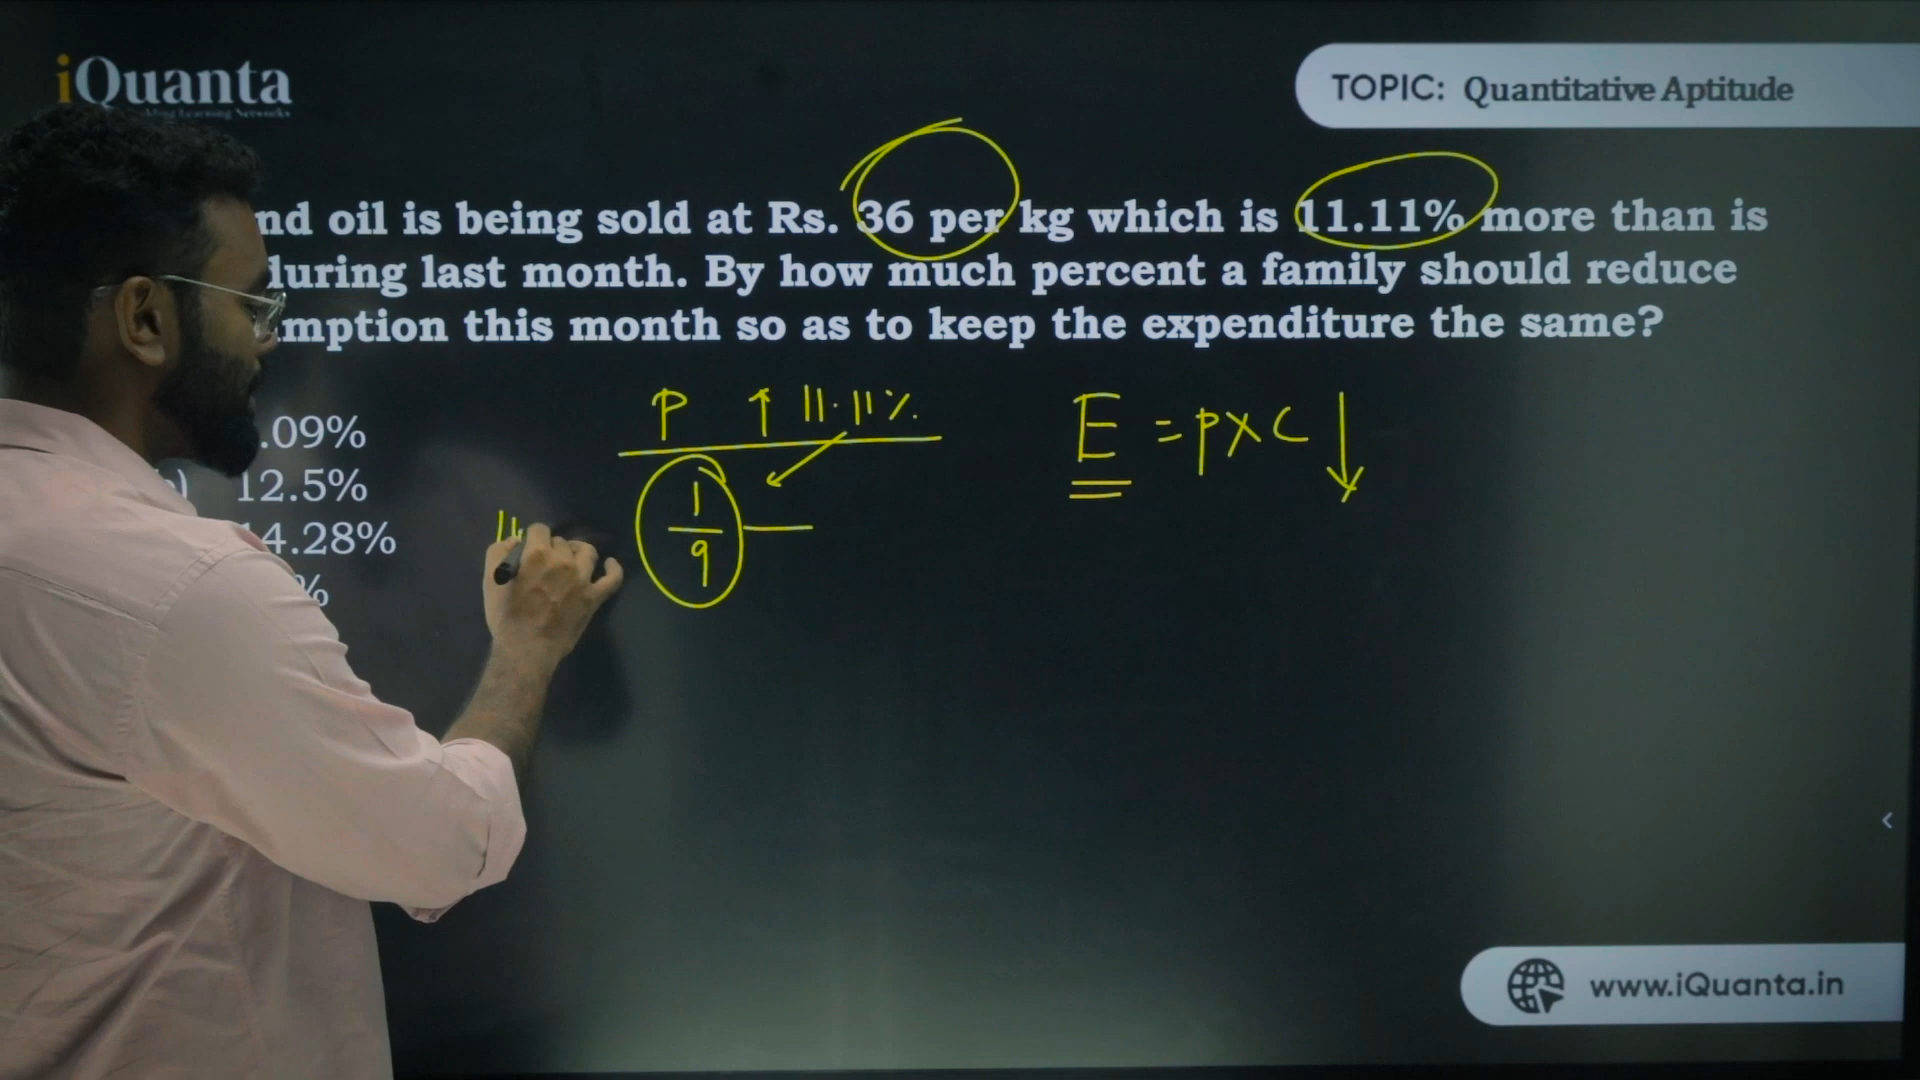 iQuanta
TOPIC: Quantitative Aptitude
nd oil is being sold at Rs. 36 per kg which is 11.11% more than is
during last month. By how much percent a family should reduce
mption this month so as to keep the expenditure the same?
P ↑ 11.11%
E = P×C ↓
.09%
12.5%
14.28%
%
1/9
www.iQuanta.in